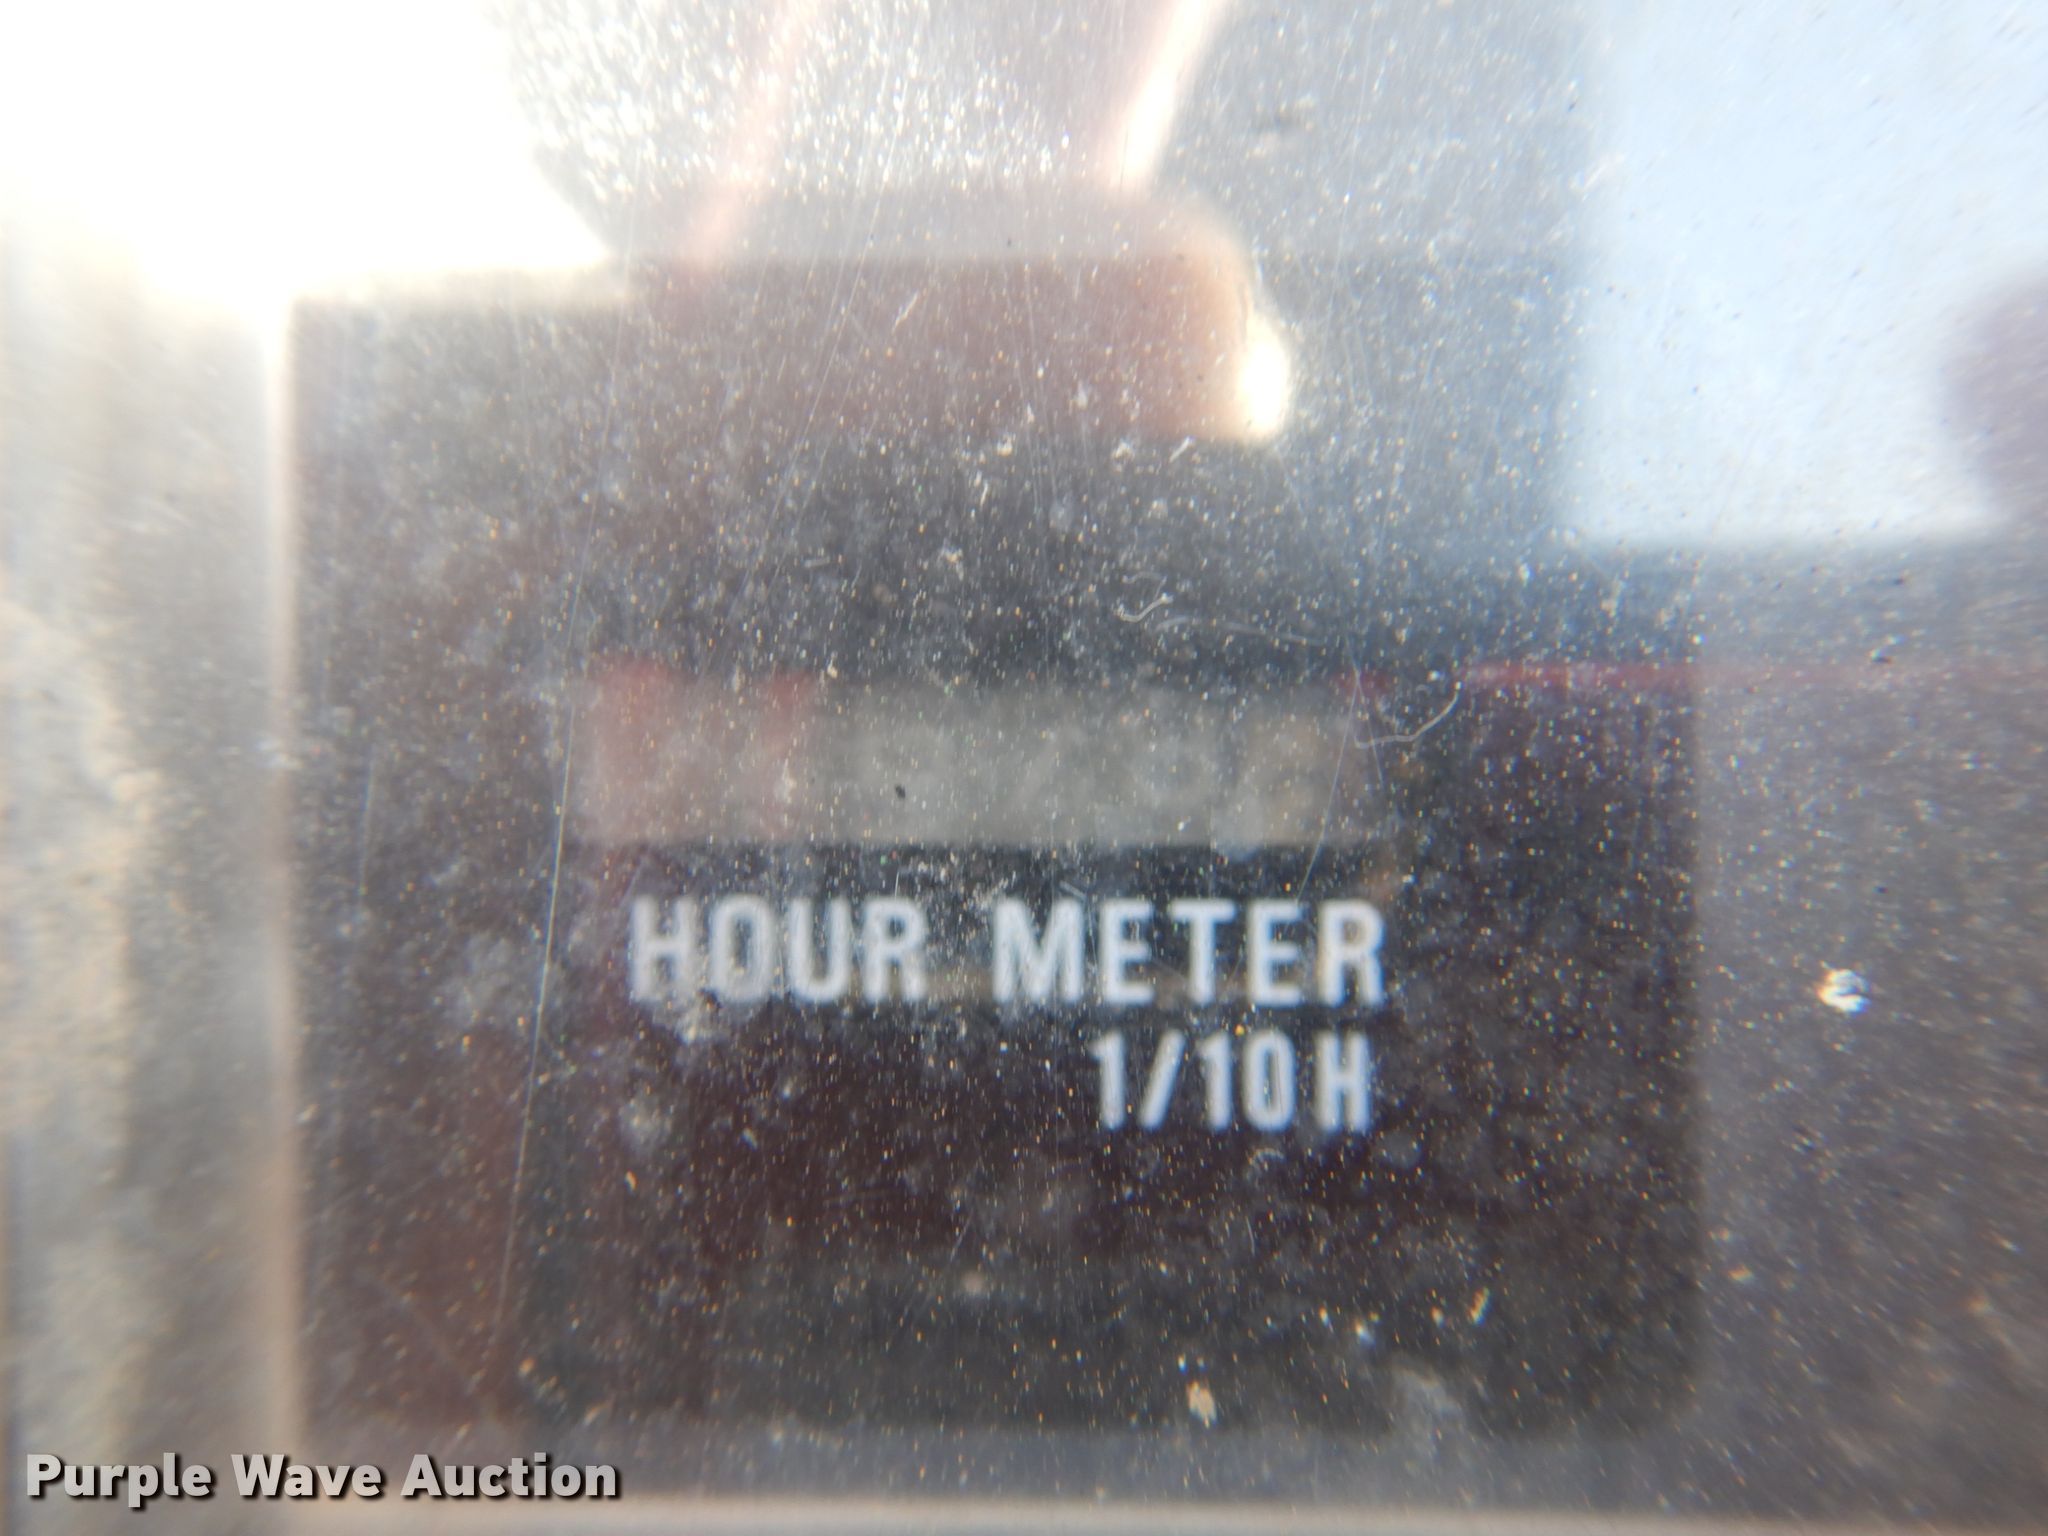 HOUR METER
1/10 H
Purple Wave Auction